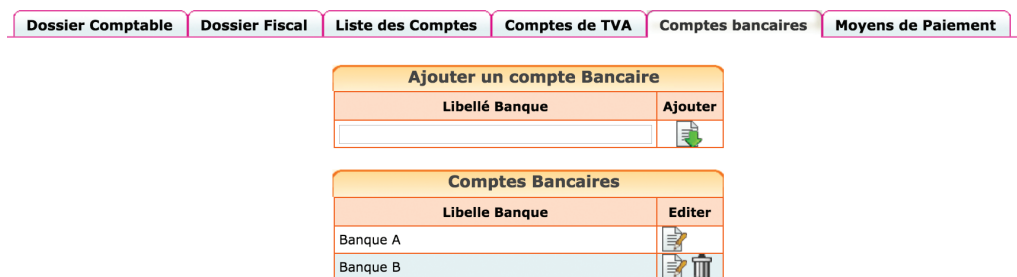 Dossier Comptable Dossier Fiscal Liste des Comptes Comptes de TVA Comptes bancaires Moyens de Paiement
Ajouter un compte Bancaire
Libellé Banque Ajouter
Comptes Bancaires
Libelle Banque Editer
Banque A
Banque B